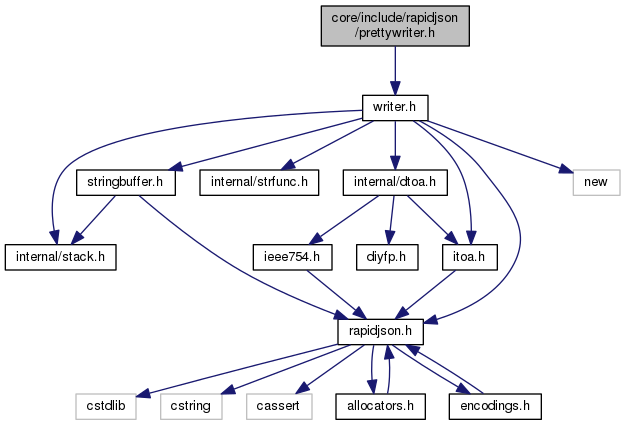 core/include/rapidjson
/prettywriter.h
writer.h
stringbuffer.h
internal/strfunc.h
internal/dtoa.h
new
internal/stack.h
ieee754.h
diyfp.h
itoa.h
rapidjson.h
cstdlib
cstring
cassert
allocators.h
encodings.h